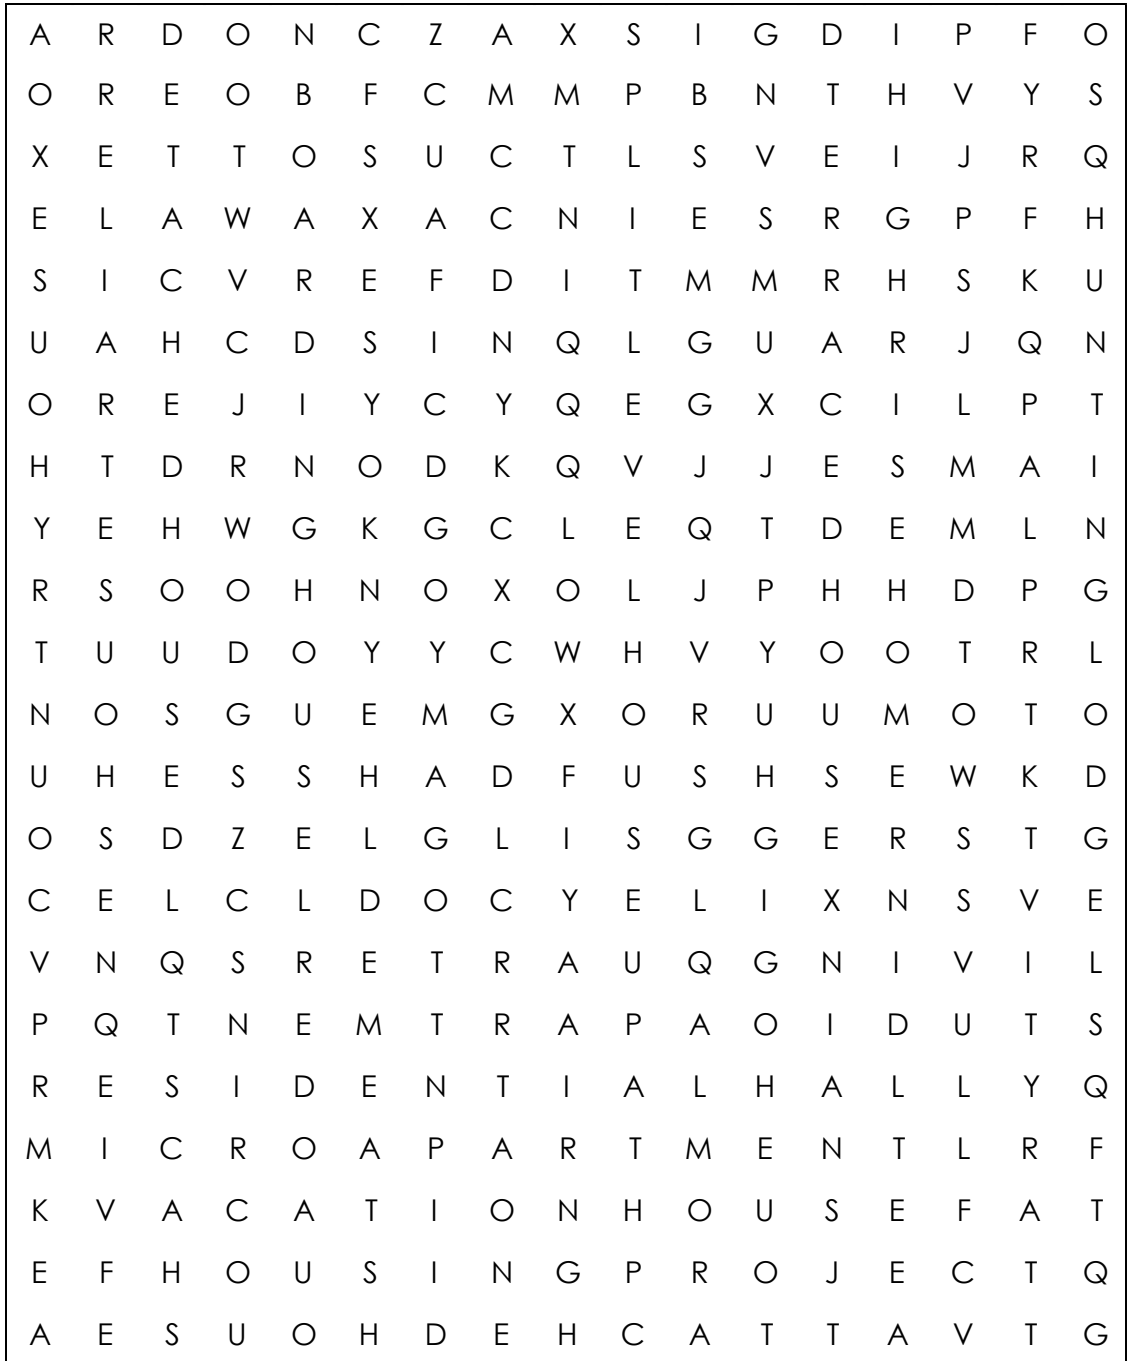 A R D O N C Z A X S I G D I P F O
O R E O B F C M M P B N T H V Y S
X E T T O S U C T L S V E I J R Q
E L A W A X A C N I E S R G P F H
S I C V R E F D I T M M R H S K U
U A H C D S I N Q L G U A R J Q N
O R E J I Y C Y Q E G X C I L P T
H T D R N O D K Q V J J E S M A I
Y E H W G K G C L E Q T D E M L N
R S O O H N O X O L J P H H D P G
T U U D O Y Y C W H V Y O O T R L
N O S G U E M G X O R U U M O T O
U H E S S H A D F U S H S E W K D
O S D Z E L G L I S G G E R S T G
C E L C L D O C Y E L I X N S V E
V N Q S R E T R A U Q G N I V I L
P Q T N E M T R A P A O I D U T S
R E S I D E N T I A L H A L L Y Q
M I C R O A P A R T M E N T L R F
K V A C A T I O N H O U S E F A T
E F H O U S I N G P R O J E C T Q
A E S U O H D E H C A T T A V T G